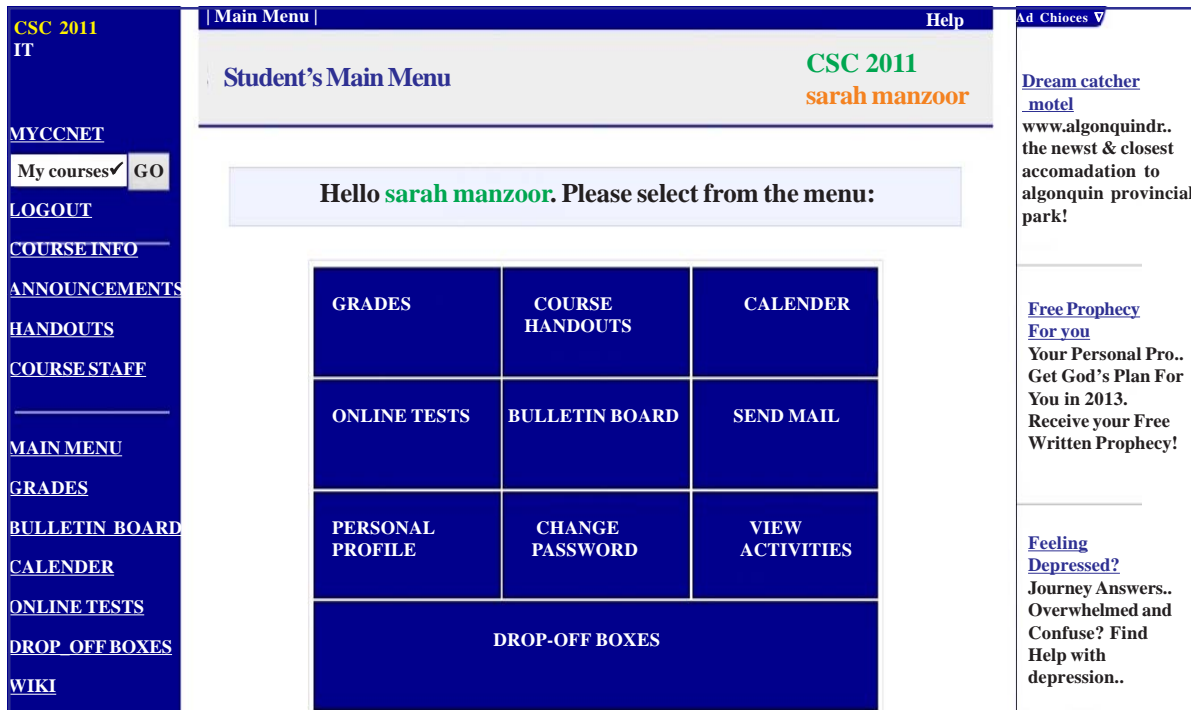 CSC 2011
IT
MYCCNET
My courses✓ GO
LOGOUT
COURSE INFO
ANNOUNCEMENTS
HANDOUTS
COURSE STAFF
MAIN MENU
GRADES
BULLETIN BOARD
CALENDER
ONLINE TESTS
DROP_OFF BOXES
WIKI
| Main Menu |
Help
Student's Main Menu
CSC 2011
sarah manzoor
Hello sarah manzoor. Please select from the menu:
GRADES
COURSE
HANDOUTS
CALENDER
ONLINE TESTS
BULLETIN BOARD
SEND MAIL
PERSONAL
PROFILE
CHANGE
PASSWORD
VIEW
ACTIVITIES
DROP-OFF BOXES
Ad Chioces ∇
Dream catcher
motel
www.algonquindr..
the newst & closest
accomadation to
algonquin provincial
park!
Free Prophecy
For you
Your Personal Pro..
Get God's Plan For
You in 2013.
Receive your Free
Written Prophecy!
Feeling
Depressed?
Journey Answers..
Overwhelmed and
Confuse? Find
Help with
depression..